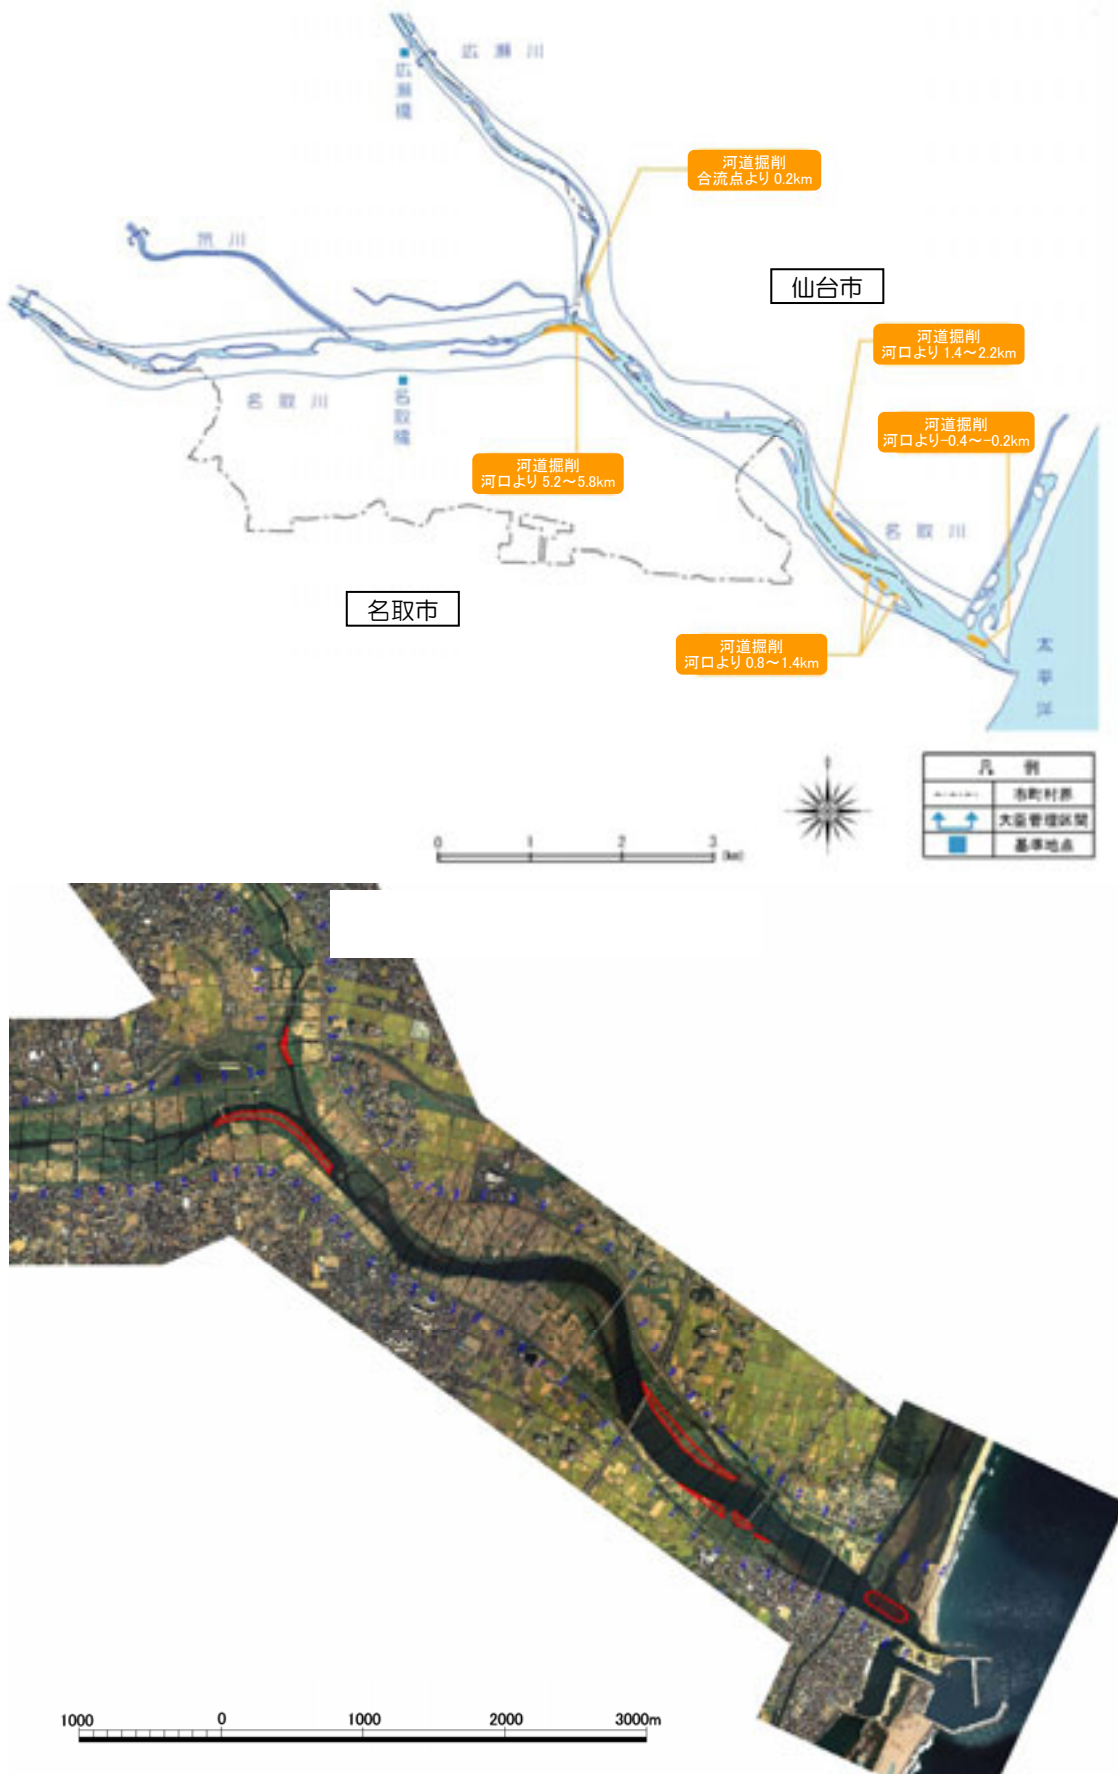 広瀬川
広瀬橋
河道掘削
合流点より 0.2km
荒川
仙台市
河道掘削
河口より 1.4～2.2km
名取川
名取橋
河道掘削
河口より-0.4～-0.2km
河道掘削
河口より 5.2～5.8km
名取川
名取市
河道掘削
河口より 0.8～1.4km
太平洋
凡例
市町村界
大臣管理区間
基準地点
0 1 2 3 (km)
1000 0 1000 2000 3000m